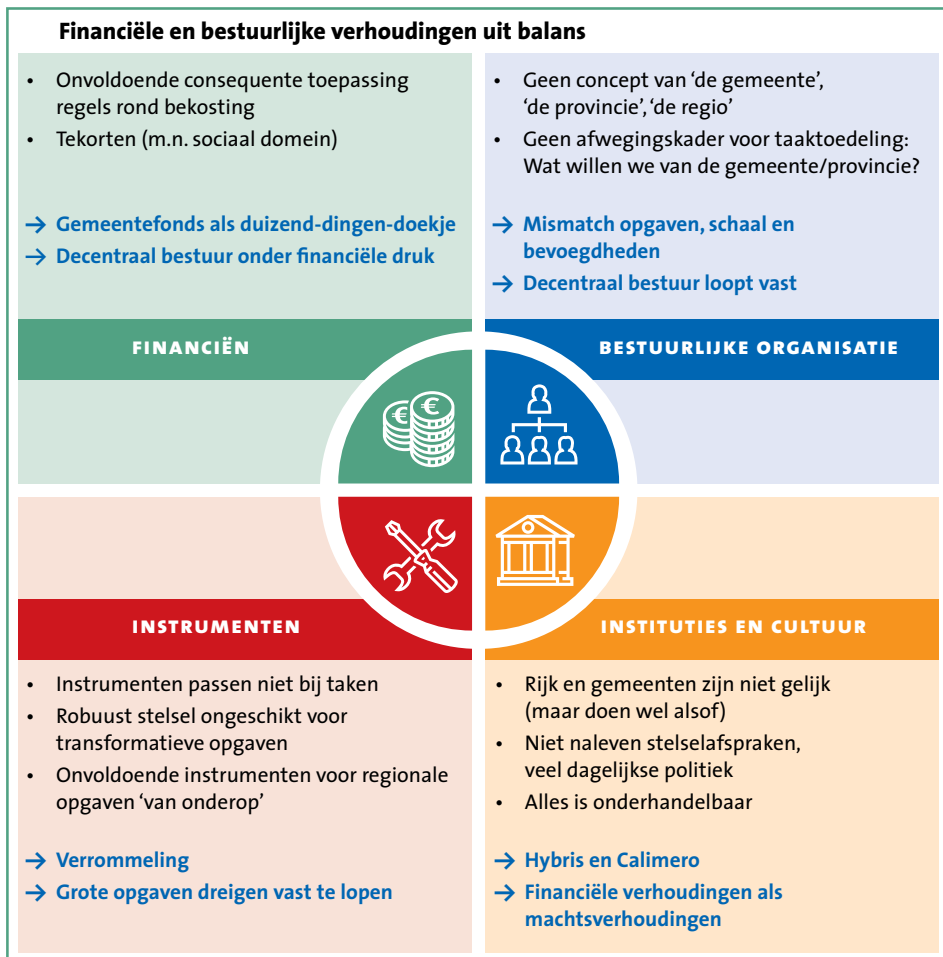 Financiële en bestuurlijke verhoudingen uit balans
• Onvoldoende consequente toepassing
regels rond bekosting
• Tekorten (m.n. sociaal domein)
→ Gemeentefonds als duizend-dingen-doekje
→ Decentraal bestuur onder financiële druk
FINANCIËN
• Geen concept van ‘de gemeente’,
‘de provincie’, ‘de regio’
• Geen afwegingskader voor taaktoedeling:
Wat willen we van de gemeente/provincie?
→ Mismatch opgaven, schaal en
bevoegdheden
→ Decentraal bestuur loopt vast
BESTUURLIJKE ORGANISATIE
€
€
INSTRUMENTEN
• Instrumenten passen niet bij taken
• Robuust stelsel ongeschikt voor
transformatieve opgaven
• Onvoldoende instrumenten voor regionale
opgaven ‘van onderop’
→ Verrommeling
→ Grote opgaven dreigen vast te lopen
INSTITUTIES EN CULTUUR
• Rijk en gemeenten zijn niet gelijk
(maar doen wel alsof)
• Niet naleven stelselafspraken,
veel dagelijkse politiek
• Alles is onderhandelbaar
→ Hybris en Calimero
→ Financiële verhoudingen als
machtsverhoudingen